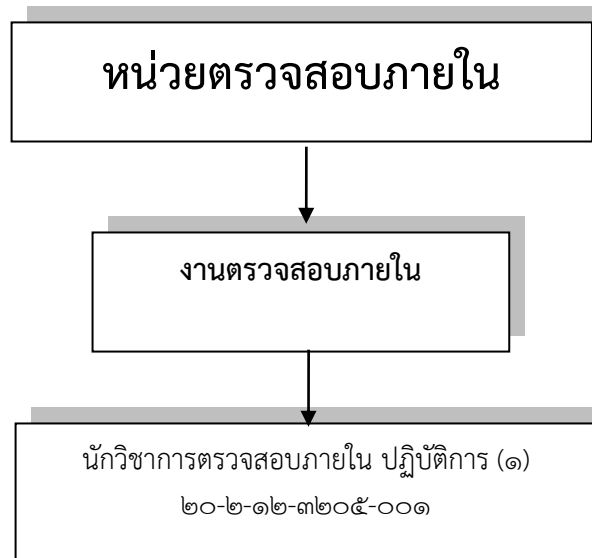 หน่วยตรวจสอบภายใน
งานตรวจสอบภายใน
นักวิชาการตรวจสอบภายใน ปฏิบัติการ (๑)
๒๐-๒-๑๒-๓๒๐๕-๐๐๑